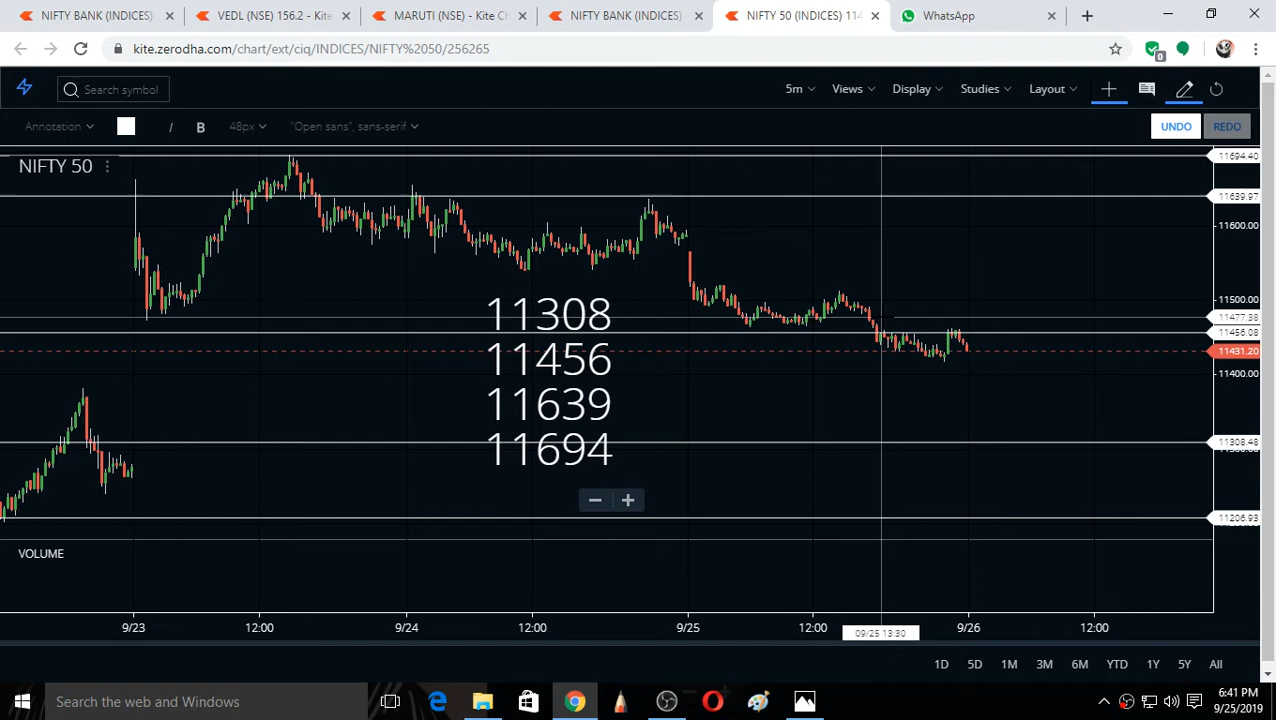 NIFTY BANK (INDICES)
VEDL (NSE) 156.2 - Kite
MARUTI (NSE) - Kite Ch
NIFTY BANK (INDICES)
NIFTY 50 (INDICES) 114
WhatsApp
kite.zerodha.com/chart/ext/ciq/INDICES/NIFTY%2050/256265
0
Search symbol
5m
Views
Display
Studies
Layout
Annotation
I
B
48px
"Open sans", sans-serif
UNDO
REDO
NIFTY 50
11694.40
11639.97
11600.00
11500.00
11477.38
11456.08
11431.20
11400.00
11308.48
11206.93
11308
11456
11639
11694
VOLUME
9/23
12:00
9/24
12:00
9/25
12:00
09/25 13:30
9/26
12:00
1D
5D
1M
3M
6M
YTD
1Y
5Y
All
Search the web and Windows
6:41 PM
9/25/2019